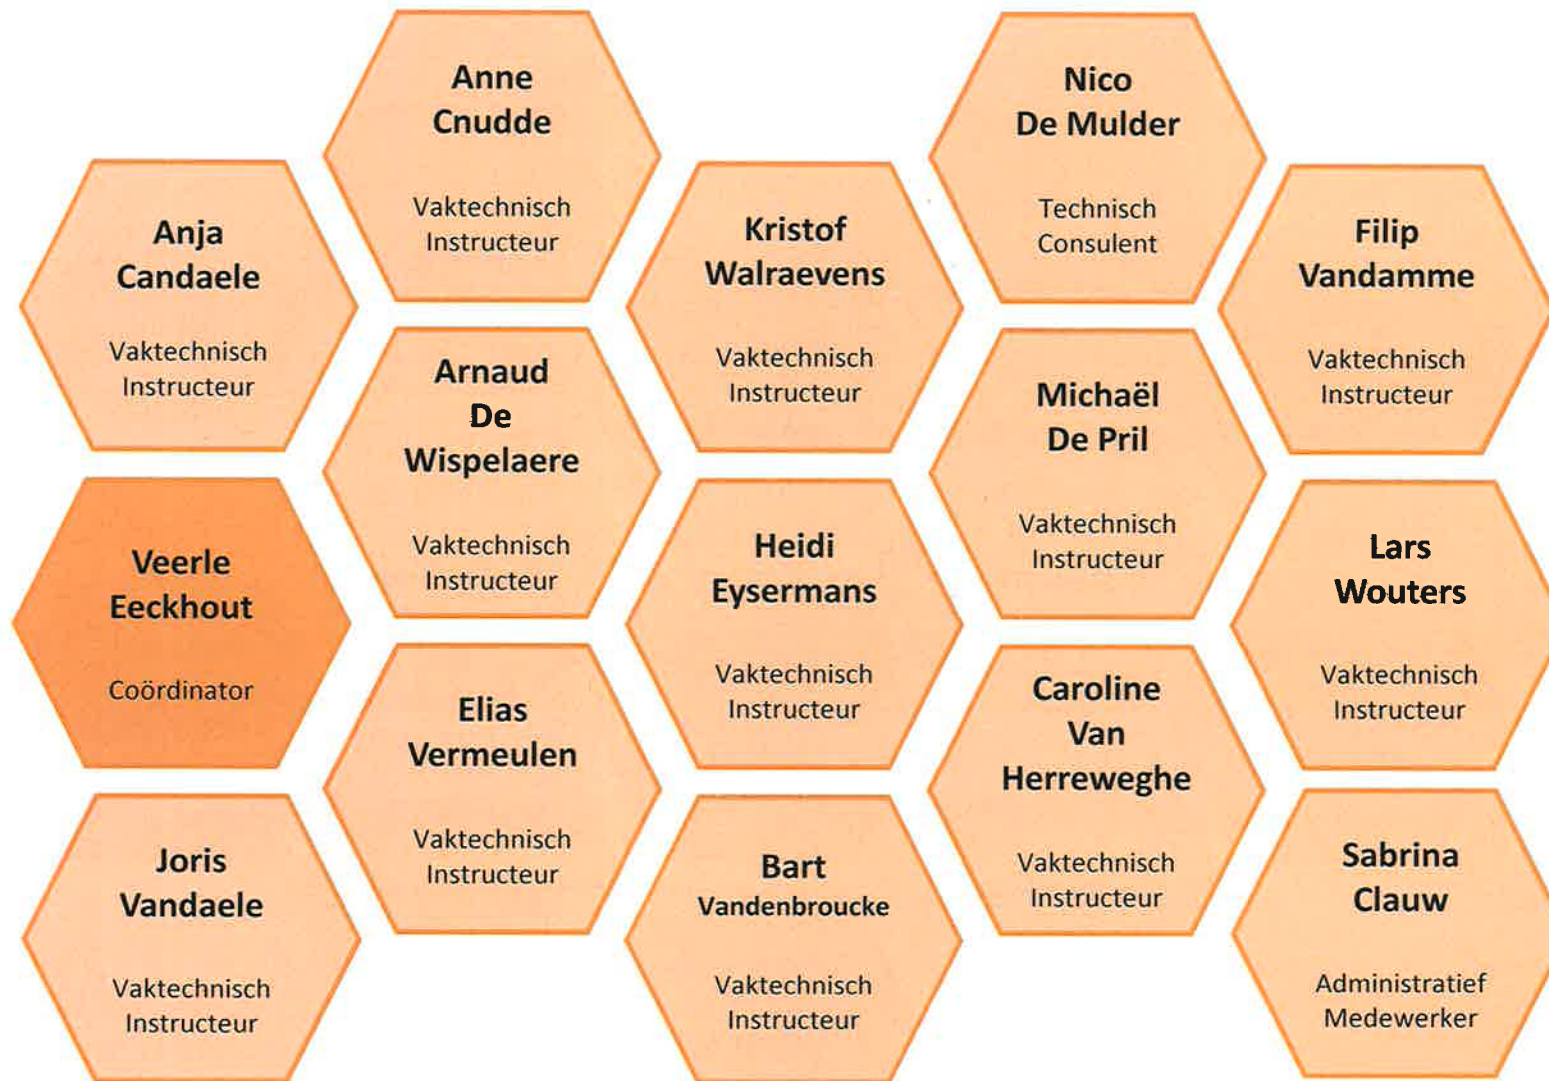 Anne
Cnudde
Vaktechnisch
Instructeur
Nico
De Mulder
Technisch
Consulent
Anja
Candaele
Vaktechnisch
Instructeur
Kristof
Walraevens
Vaktechnisch
Instructeur
Filip
Vandamme
Vaktechnisch
Instructeur
Arnaud
De
Wispelaere
Vaktechnisch
Instructeur
Michaël
De Pril
Vaktechnisch
Instructeur
Veerle
Eeckhout
Coördinator
Heidi
Eysermans
Vaktechnisch
Instructeur
Lars
Wouters
Vaktechnisch
Instructeur
Elias
Vermeulen
Vaktechnisch
Instructeur
Caroline
Van
Herreweghe
Vaktechnisch
Instructeur
Joris
Vandaele
Vaktechnisch
Instructeur
Bart
Vandenbroucke
Vaktechnisch
Instructeur
Sabrina
Clauw
Administratief
Medewerker